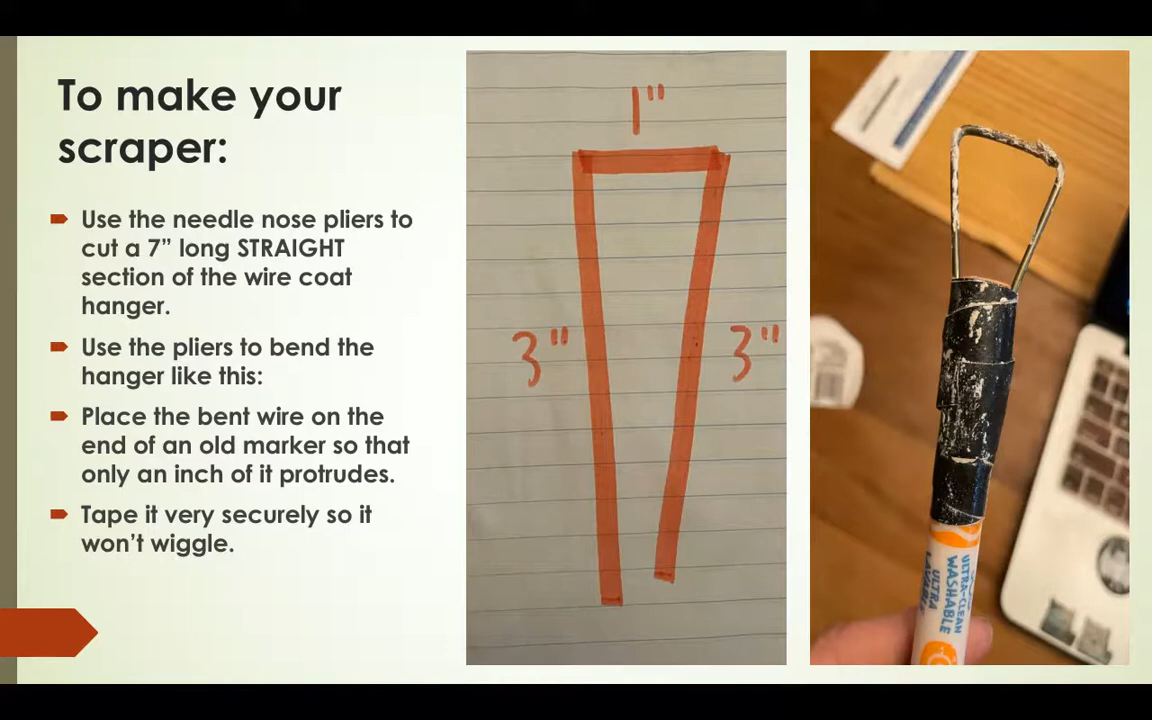 To make your
scraper:
Use the needle nose pliers to
cut a 7” long STRAIGHT
section of the wire coat
hanger.
Use the pliers to bend the
hanger like this:
Place the bent wire on the
end of an old marker so that
only an inch of it protrudes.
Tape it very securely so it
won’t wiggle.
1"
3"
3"
ULTRA-CLEAN
WASHABLE
ULTRA